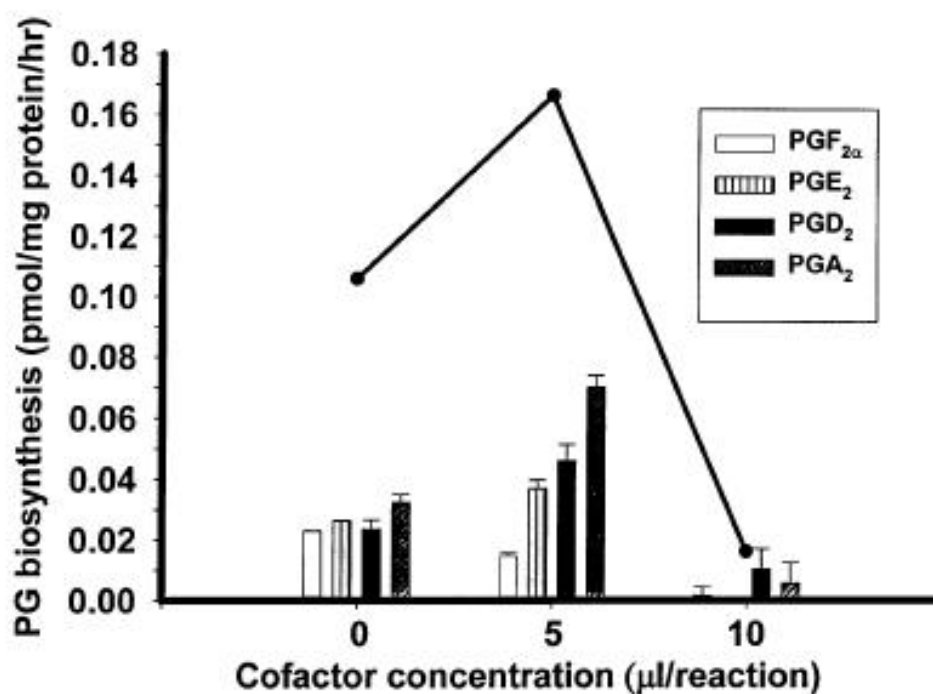 PG biosynthesis (pmol/mg protein/hr)
0.18
0.16
0.14
0.12
0.10
0.08
0.06
0.04
0.02
0.00
PGF₂α
PGE₂
PGD₂
PGA₂
0 5 10
Cofactor concentration (μl/reaction)